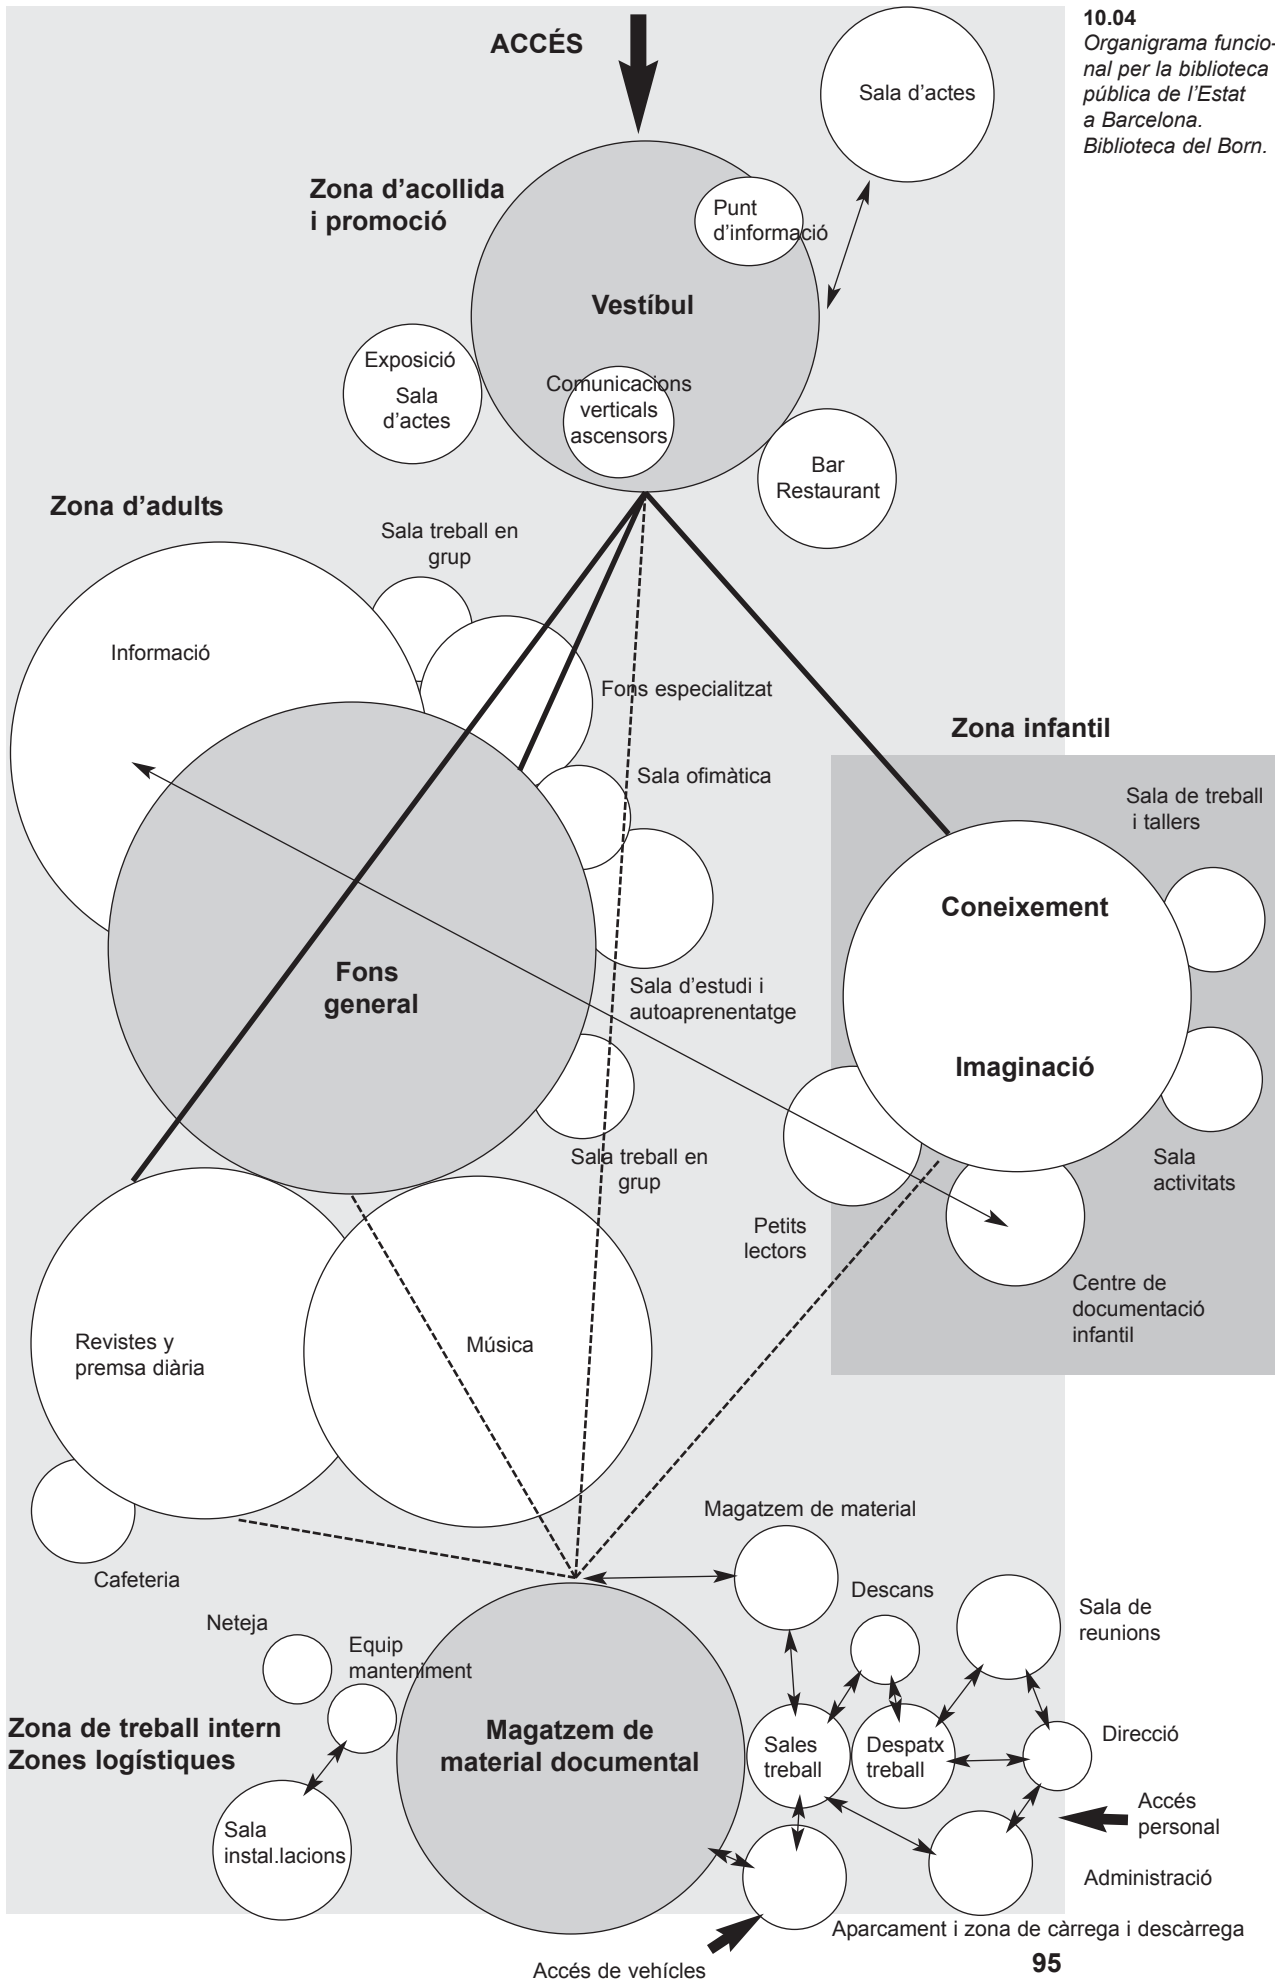 10.04
Organigrama funcio-
nal per la biblioteca
pública de l'Estat
a Barcelona.
Biblioteca del Born.
ACCÉS
Sala d'actes
Zona d'acollida
i promoció
Punt
d'informació
Vestíbul
Exposició
Sala
d'actes
Comunicacions
verticals
ascensors
Bar
Restaurant
Zona d'adults
Sala treball en
grup
Informació
Fons especialitzat
Zona infantil
Sala ofimàtica
Sala de treball
i tallers
Coneixement
Fons
general
Sala d'estudi i
autoaprenentatge
Imaginació
Sala treball en
grup
Sala
activitats
Petits
lectors
Centre de
documentació
infantil
Revistes y
premsa diària
Música
Magatzem de material
Cafeteria
Descans
Sala de
reunions
Neteja
Equip
manteniment
Zona de treball intern
Zones logístiques
Magatzem de
material documental
Sales
treball
Despatx
treball
Direcció
Accés
personal
Sala
instal.lacions
Administració
Aparcament i zona de càrrega i descàrrega
Accés de vehícles
95